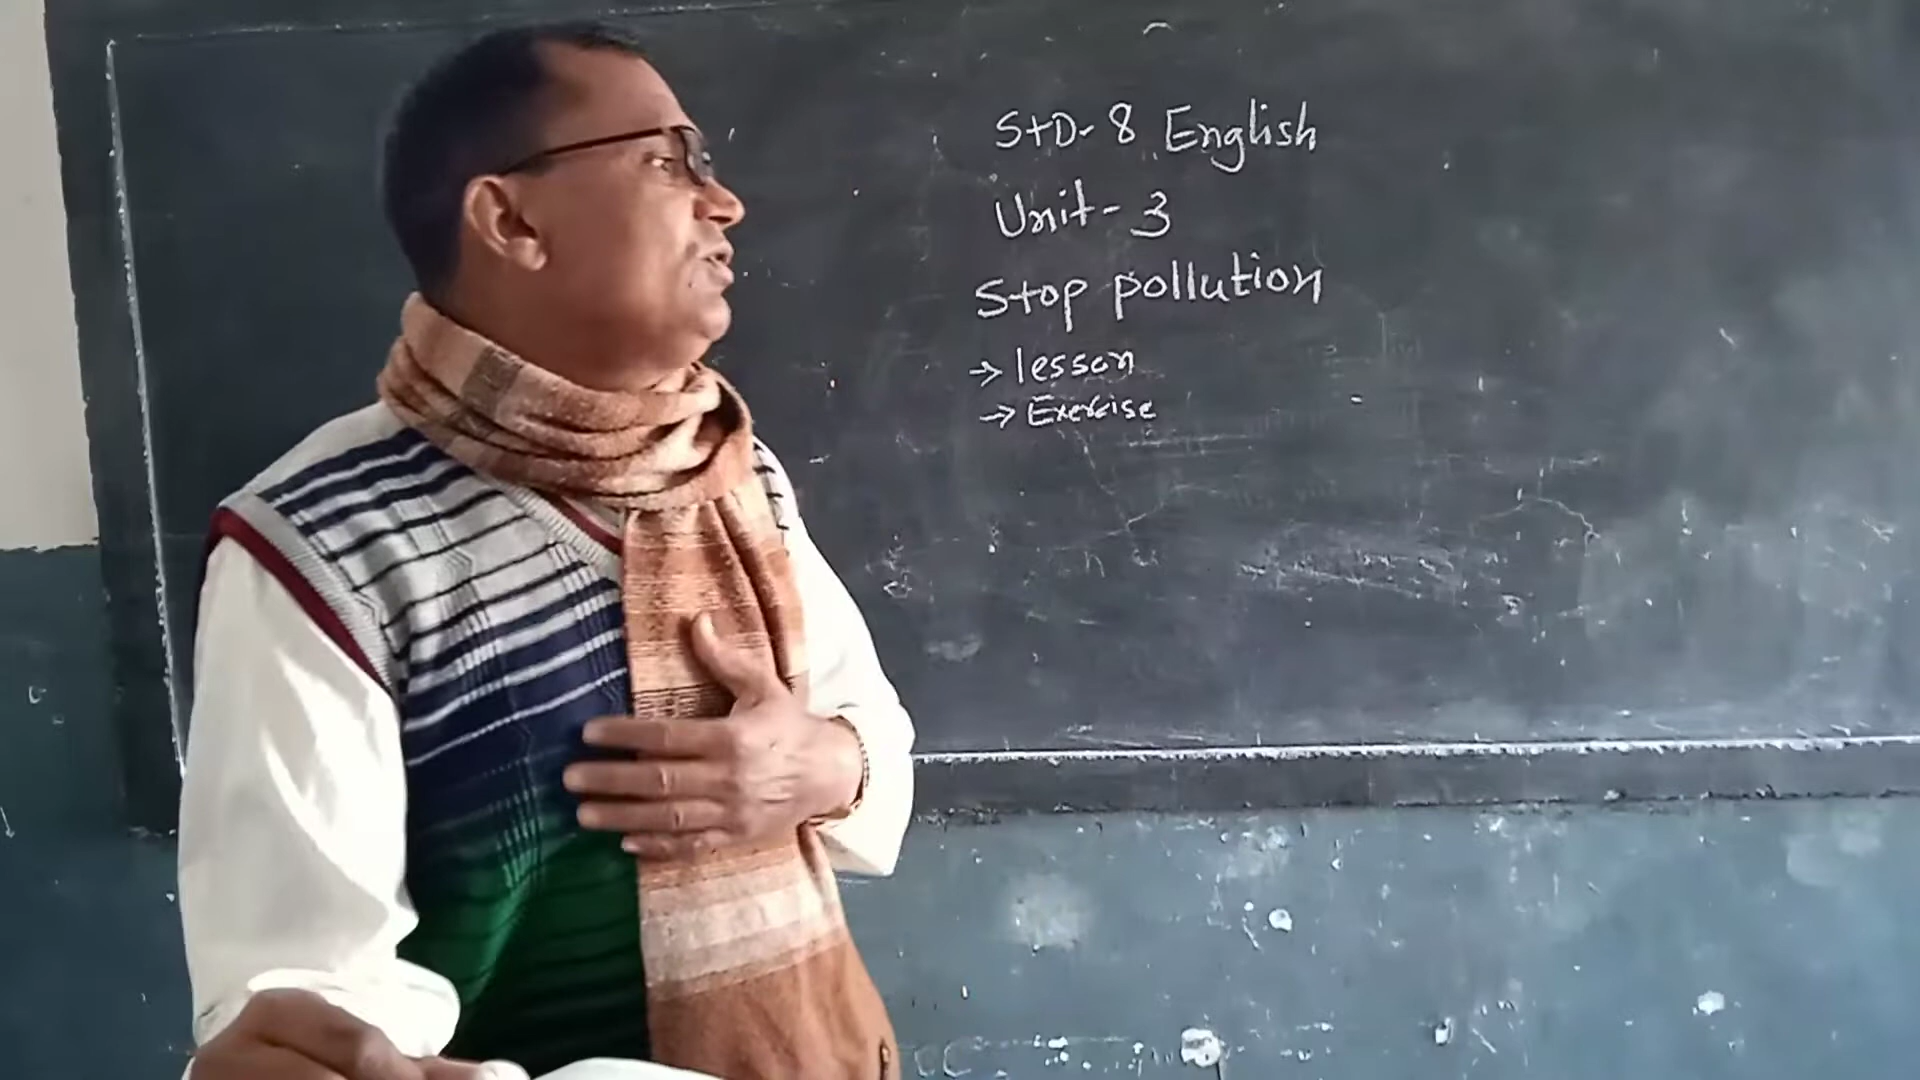 STD-8 English
Unit-3
Stop pollution
→ lesson
→ Exercise